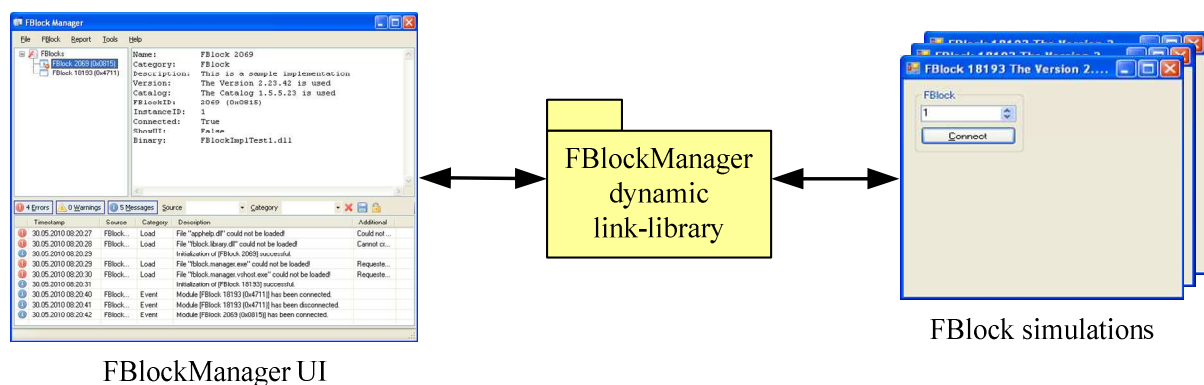 FBlock Manager
File FBlock Report Tools Help
FBlocks
FBlock 2069 (0x0815)
FBlock 18193 (0x4711)
Name: FBlock 2069
Category: FBlock
Description: This is a sample implementation
Version: The Version 2.23.42 is used
Catalog: The Catalog 1.5.5.23 is used
FBlockID: 2069 (0x0815)
InstanceID: 1
Connected: True
ShowUI: False
Binary: FBlockImplTest1.dll
4 Errors 0 Warnings 5 Messages Source Category
Timestamp Source Category Description Additional
30.05.2010 08:20:27 FBlock... Load File "apphelp.dll" could not be loaded! Could not ...
30.05.2010 08:20:28 FBlock... Load File "fblock.library.dll" could not be loaded! Cannot cr...
30.05.2010 08:20:29 Initialization of [FBlock 2069] successful.
30.05.2010 08:20:29 FBlock... Load File "fblock.manager.exe" could not be loaded! Requeste...
30.05.2010 08:20:30 FBlock... Load File "fblock.manager.vshost.exe" could not be loaded! Requeste...
30.05.2010 08:20:31 Initialization of [FBlock 18193] successful.
30.05.2010 08:20:40 FBlock... Event Module [FBlock 18193 (0x4711)] has been connected.
30.05.2010 08:20:41 FBlock... Event Module [FBlock 18193 (0x4711)] has been disconnected.
30.05.2010 08:20:42 FBlock... Event Module [FBlock 2069 (0x0815)] has been connected.
FBlockManager UI
FBlockManager
dynamic
link-library
FBlock 18193 The Version 2....
FBlock
1
Connect
FBlock simulations